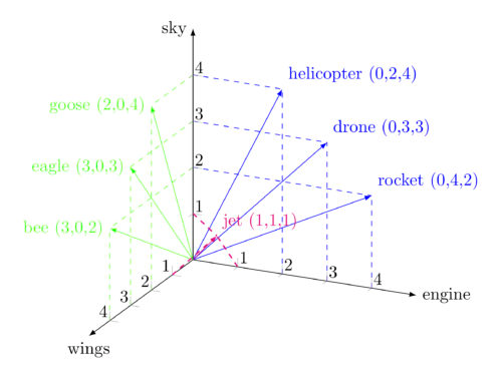 sky
4
helicopter (0,2,4)
goose (2,0,4)
3
drone (0,3,3)
eagle (3,0,3)
2
rocket (0,4,2)
bee (3,0,2)
1
jet (1,1,1)
1
1
2
2
3
3
4
4
engine
wings